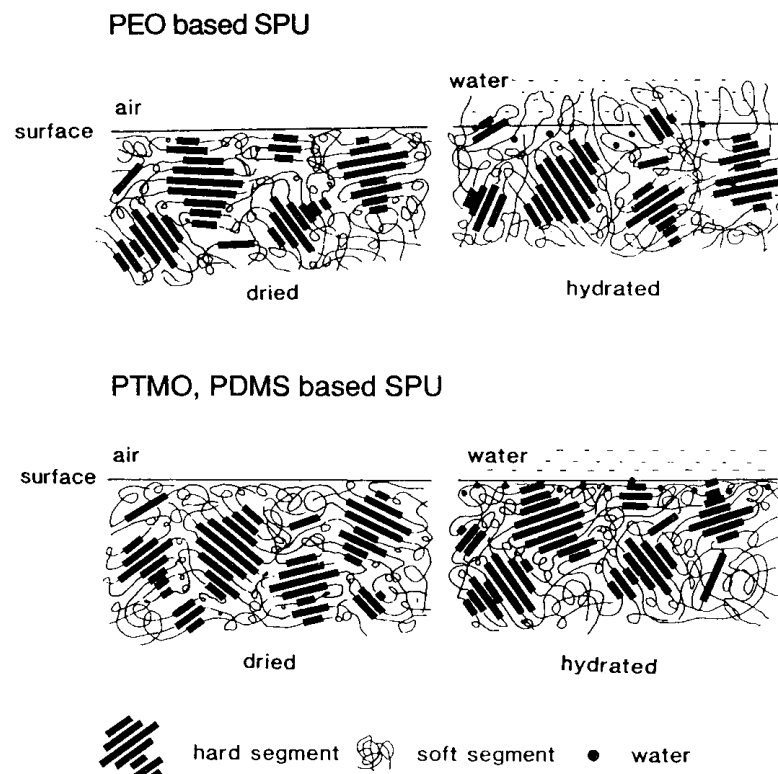 PEO based SPU
air
water
surface
dried
hydrated
PTMO, PDMS based SPU
air
water
surface
dried
hydrated
hard segment soft segment water